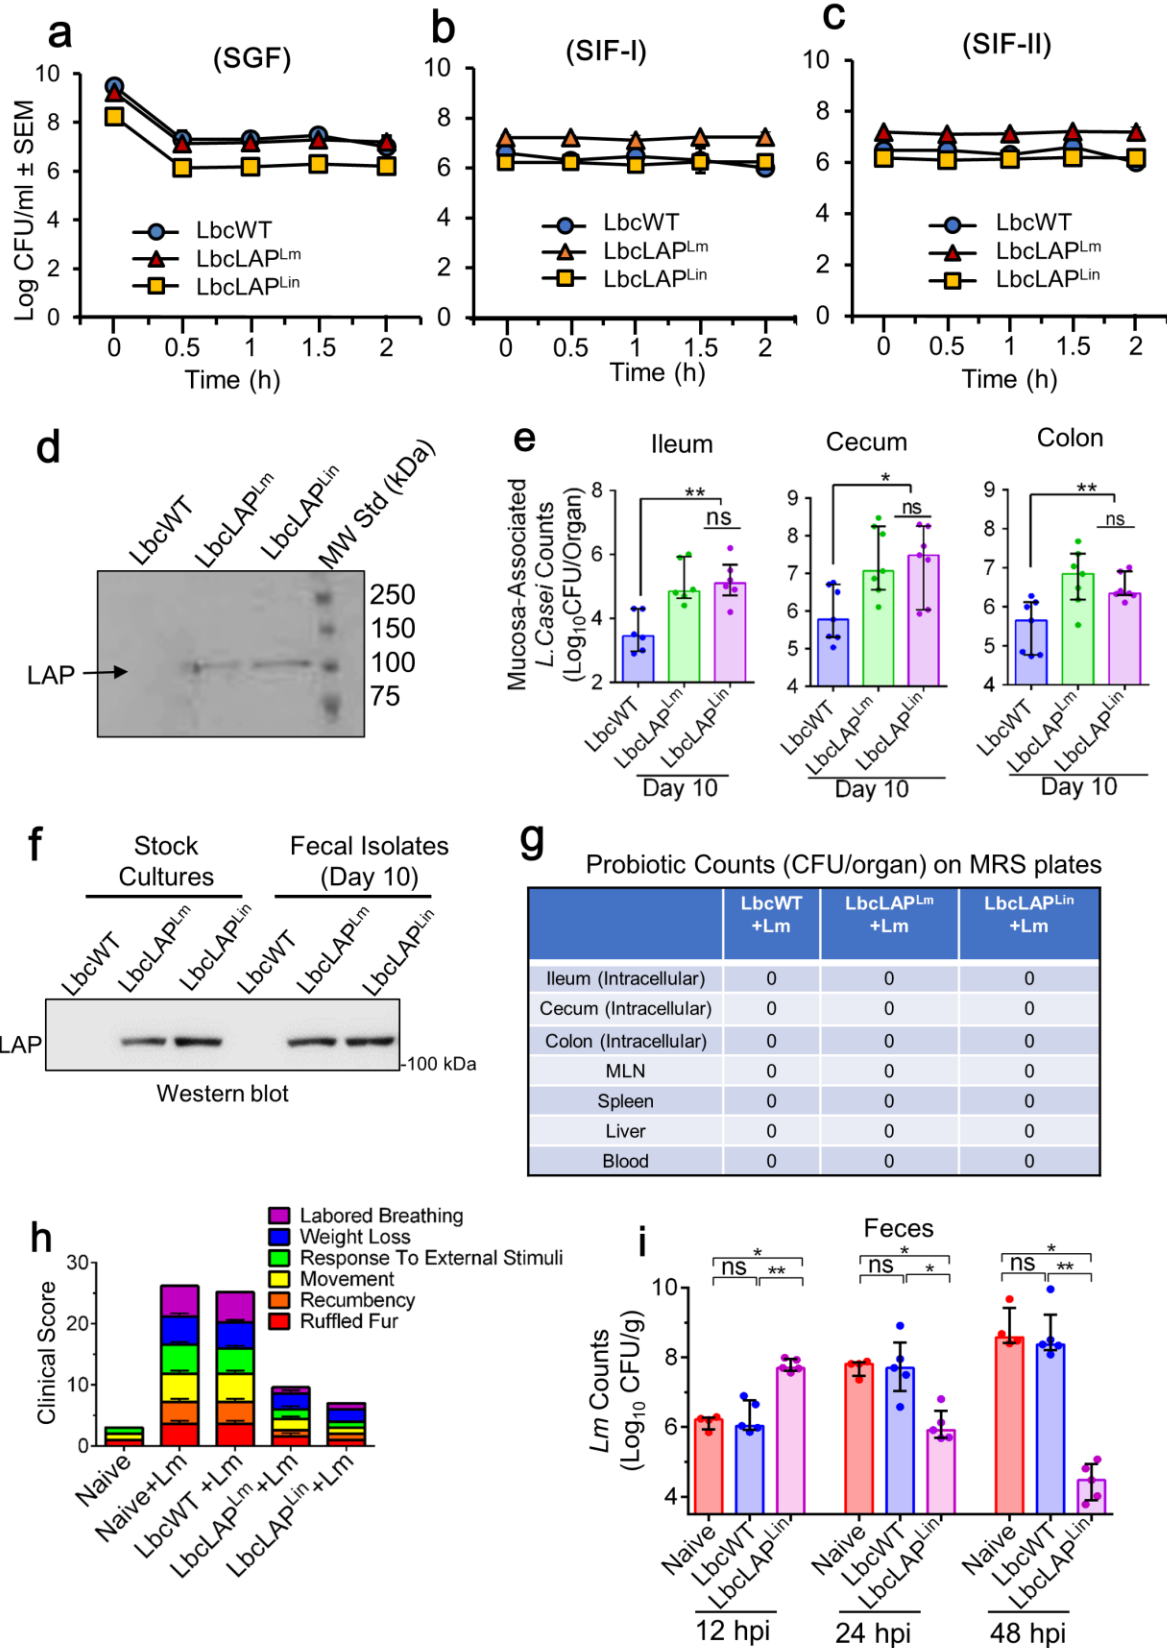 a
(SGF)
Log CFU/ml ± SEM
10
8
6
4
2
0
LbcWT
LbcLAPLm
LbcLAPLin
0 0.5 1 1.5 2
Time (h)
b
(SIF-I)
10
8
6
4
2
0
LbcWT
LbcLAPLm
LbcLAPLin
0 0.5 1 1.5 2
Time (h)
c
(SIF-II)
10
8
6
4
2
0
LbcWT
LbcLAPLm
LbcLAPLin
0 0.5 1 1.5 2
Time (h)
d
LbcWT
LbcLAPLm
LbcLAPLin
MW Std (kDa)
250
150
100
75
LAP
e
Mucosa-Associated
L.Casei Counts
(Log10CFU/Organ)
Ileum
**
ns
8
6
4
2
LbcWT
LbcLAPLm
LbcLAPLin
Day 10
Cecum
*
ns
9
8
7
6
5
4
LbcWT
LbcLAPLm
LbcLAPLin
Day 10
Colon
**
ns
9
8
7
6
5
4
LbcWT
LbcLAPLm
LbcLAPLin
Day 10
f
Stock
Cultures
Fecal Isolates
(Day 10)
LbcWT
LbcLAPLm
LbcLAPLin
LbcWT
LbcLAPLm
LbcLAPLin
LAP
-100 kDa
Western blot
g
Probiotic Counts (CFU/organ) on MRS plates
LbcWT +Lm LbcLAPLm +Lm LbcLAPLin +Lm
Ileum (Intracellular) 0 0 0
Cecum (Intracellular) 0 0 0
Colon (Intracellular) 0 0 0
MLN 0 0 0
Spleen 0 0 0
Liver 0 0 0
Blood 0 0 0
h
Labored Breathing
Weight Loss
Response To External Stimuli
Movement
Recumbency
Ruffled Fur
Clinical Score
30
20
10
0
Naive
Naive+Lm
LbcWT +Lm
LbcLAPLm +Lm
LbcLAPLin +Lm
i
Feces
Lm Counts
(Log10 CFU/g)
10
8
6
4
*
ns
**
*
ns
*
*
ns
**
Naive
LbcWT
LbcLAPLin
12 hpi
Naive
LbcWT
LbcLAPLin
24 hpi
Naive
LbcWT
LbcLAPLin
48 hpi